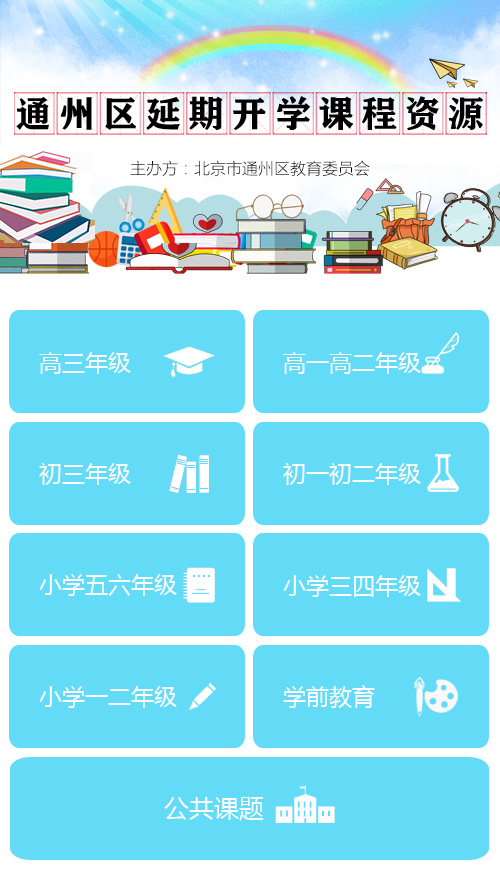 通州区延期开学课程资源
主办方：北京市通州区教育委员会
高三年级
高一高二年级
初三年级
初一初二年级
小学五六年级
小学三四年级
小学一二年级
学前教育
公共课题